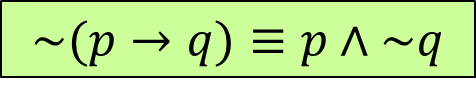 ~(p → q) ≡ p ∧ ~q